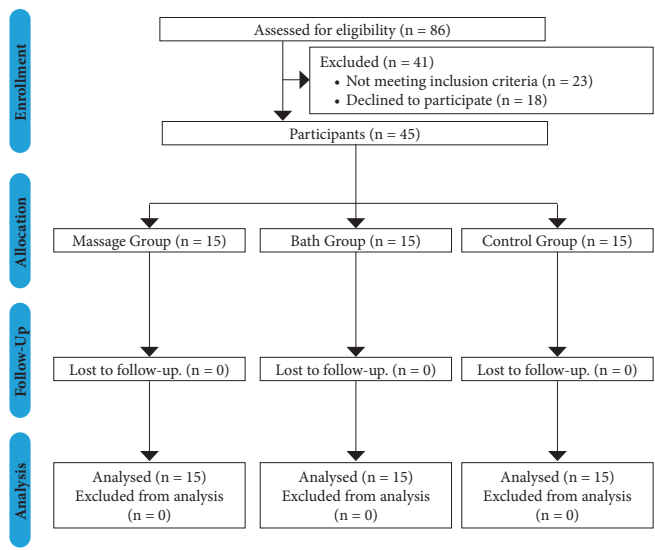 Enrollment
Assessed for eligibility (n = 86)
Excluded (n = 41)
• Not meeting inclusion criteria (n = 23)
• Declined to participate (n = 18)
Participants (n = 45)
Allocation
Massage Group (n = 15)
Bath Group (n = 15)
Control Group (n = 15)
Follow-Up
Lost to follow-up. (n = 0)
Lost to follow-up. (n = 0)
Lost to follow-up. (n = 0)
Analysis
Analysed (n = 15)
Excluded from analysis
(n = 0)
Analysed (n = 15)
Excluded from analysis
(n = 0)
Analysed (n = 15)
Excluded from analysis
(n = 0)